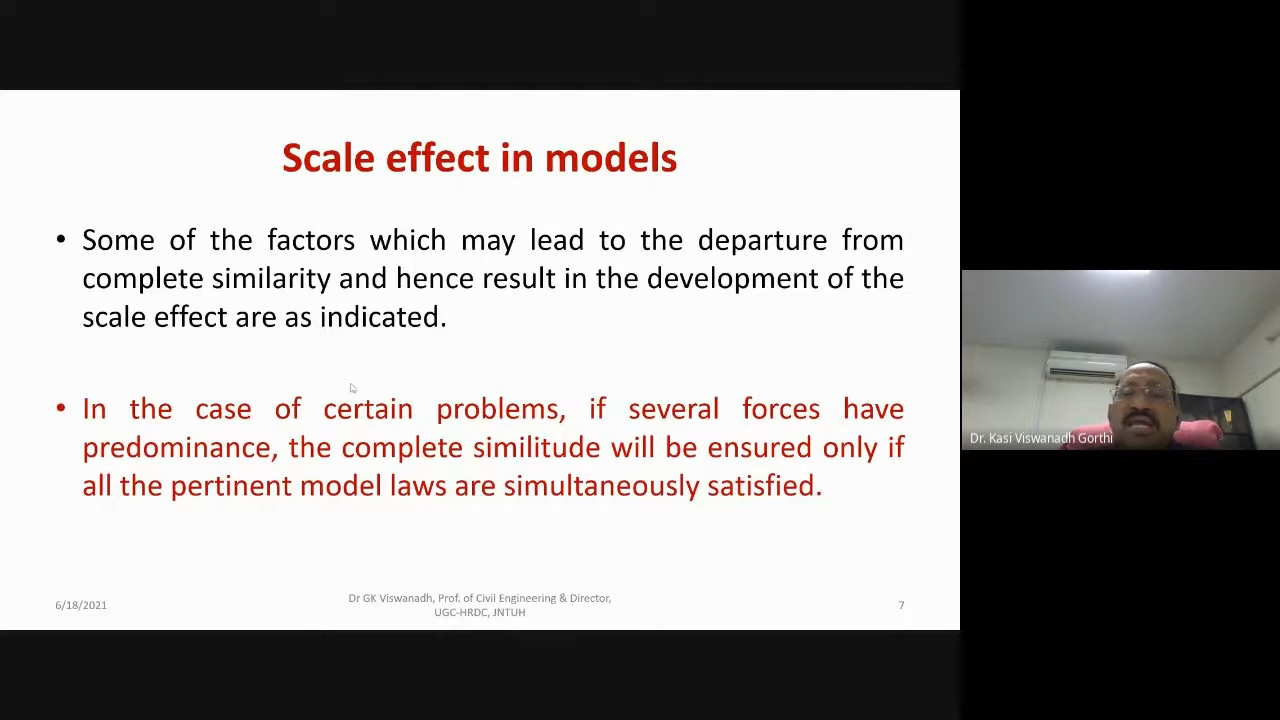 Scale effect in models
• Some of the factors which may lead to the departure from
complete similarity and hence result in the development of the
scale effect are as indicated.
• In the case of certain problems, if several forces have
predominance, the complete similitude will be ensured only if
all the pertinent model laws are simultaneously satisfied.
6/18/2021
Dr GK Viswanadh, Prof. of Civil Engineering & Director,
UGC-HRDC, JNTUH
7
Dr. Kasi Viswanadh Gorthi